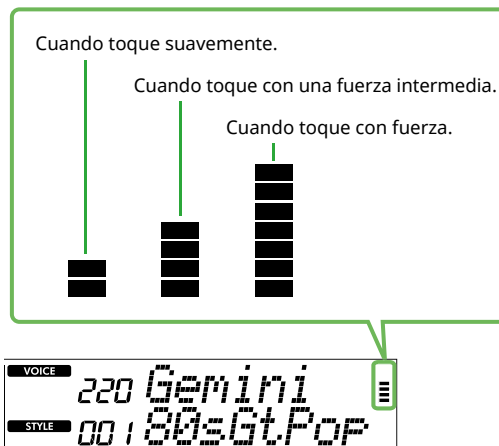 Cuando toque suavemente.
Cuando toque con una fuerza intermedia.
Cuando toque con fuerza.
VOICE 220 Gemini
STYLE 001 80sGtPop